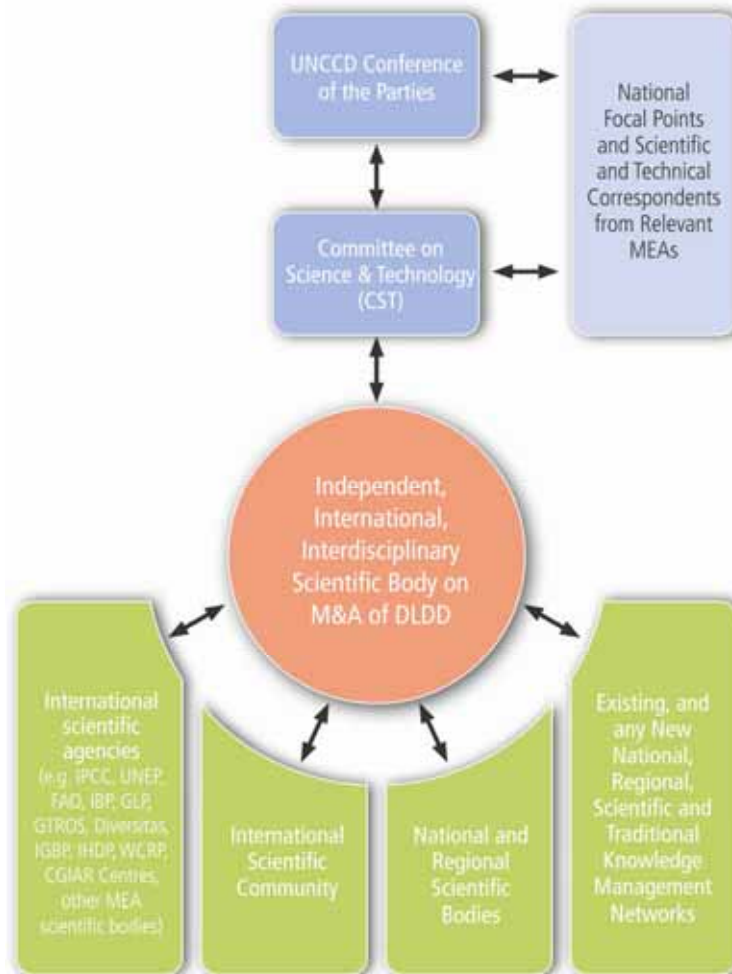 UNCCD Conference
of the Parties
National
Focal Points
and Scientific
and Technical
Correspondents
from Relevant
MEAs
Committee on
Science & Technology
(CST)
Independent,
International,
Interdisciplinary
Scientific Body on
M&A of DLDD
International
scientific
agencies
(e.g. IPCC, UNEP,
FAO, IBP, GLP,
GTROS, Diversitas,
IGBP, IHDP, WCRP,
CGIAR Centres,
other MEA
scientific bodies)
International
Scientific
Community
National and
Regional
Scientific
Bodies
Existing, and
any New
National,
Regional,
Scientific and
Traditional
Knowledge
Management
Networks